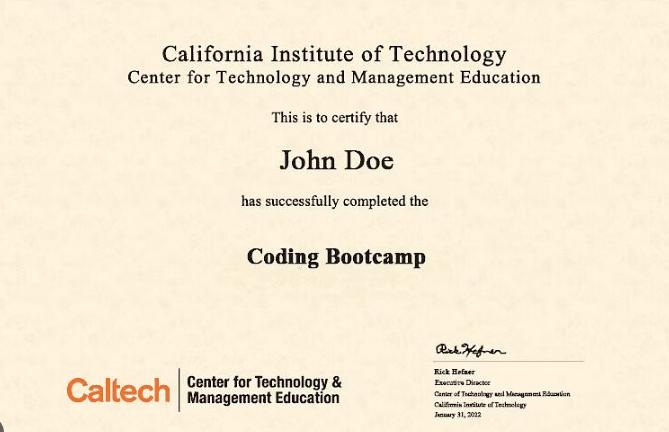 California Institute of Technology
Center for Technology and Management Education
This is to certify that
John Doe
has successfully completed the
Coding Bootcamp
Rick Hefner
Rick Hefner
Executive Director
Center of Technology and Management Education
California Institute of Technology
January 31, 2022
Caltech
Center for Technology &
Management Education